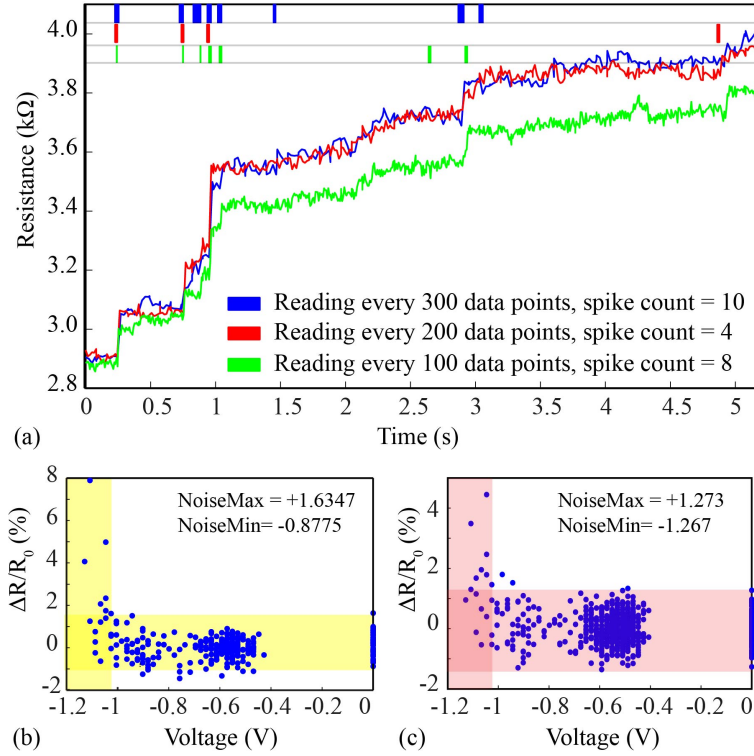 4.0
3.8
3.6
3.4
3.2
3.0
2.8
Resistance (kΩ)
Reading every 300 data points, spike count = 10
Reading every 200 data points, spike count = 4
Reading every 100 data points, spike count = 8
0 0.5 1 1.5 2 2.5 3 3.5 4 4.5 5
(a) Time (s)
8
6
4
2
0
-2
ΔR/R0 (%)
NoiseMax = +1.6347
NoiseMin= -0.8775
-1.2 -1 -0.8 -0.6 -0.4 -0.2 0
(b) Voltage (V)
4
2
0
-2
ΔR/R0 (%)
NoiseMax = +1.273
NoiseMin= -1.267
-1.2 -1 -0.8 -0.6 -0.4 -0.2 0
(c) Voltage (V)